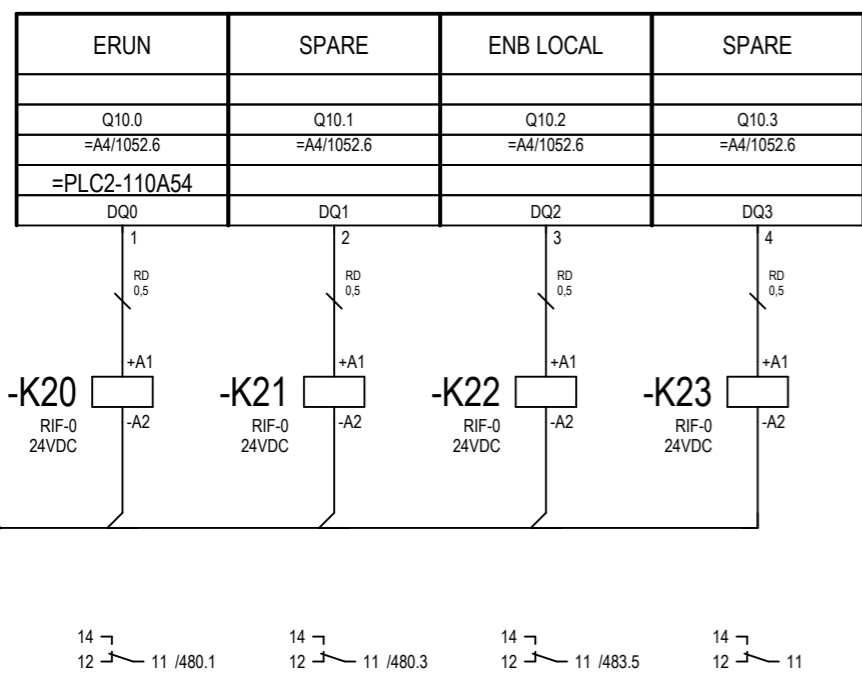 ERUN SPARE ENB LOCAL SPARE
Q10.0 Q10.1 Q10.2 Q10.3
=A4/1052.6 =A4/1052.6 =A4/1052.6 =A4/1052.6
=PLC2-110A54
DQ0 DQ1 DQ2 DQ3
1 2 3 4
RD RD RD RD
0,5 0,5 0,5 0,5
+A1 +A1 +A1 +A1
-K20 -K21 -K22 -K23
RIF-0 -A2 RIF-0 -A2 RIF-0 -A2 RIF-0 -A2
24VDC 24VDC 24VDC 24VDC
14 14 14 14
12 11 /480.1 12 11 /480.3 12 11 /483.5 12 11